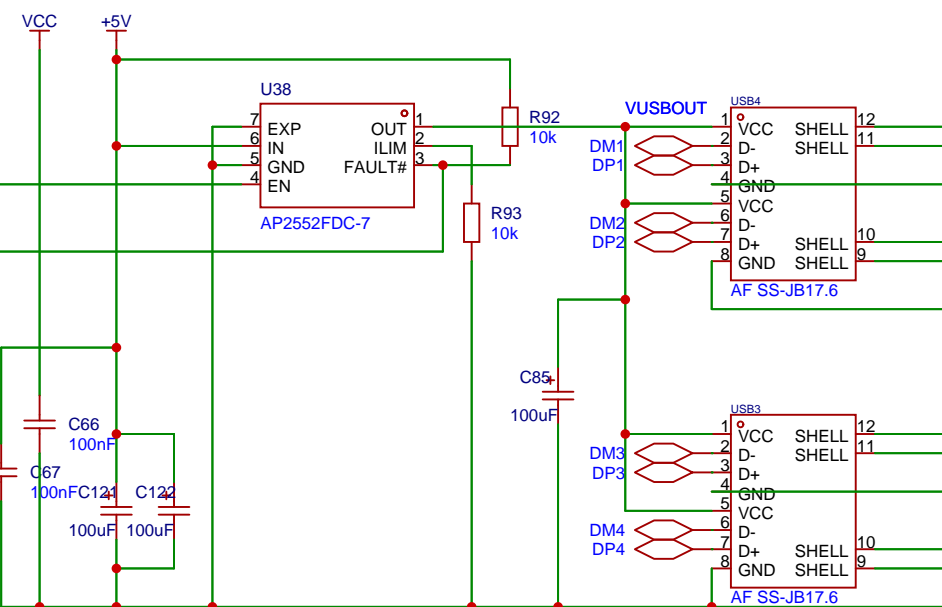 VCC +5V
U38
7 EXP OUT 1
6 IN ILIM 2
5 GND FAULT# 3
4 EN
AP2552FDC-7
R92
10k
R93
10k
VUSBOUT
USB4
1 VCC SHELL 12
DM1 2 D- SHELL 11
DP1 3 D+
4 GND
5 VCC
DM2 6 D-
DP2 7 D+ SHELL 10
8 GND SHELL 9
AF SS-JB17.6
C85
100uF
C66
100nF
C67
100nF
C121
100uF
C122
100uF
USB3
1 VCC SHELL 12
DM3 2 D- SHELL 11
DP3 3 D+
4 GND
5 VCC
DM4 6 D-
DP4 7 D+ SHELL 10
8 GND SHELL 9
AF SS-JB17.6